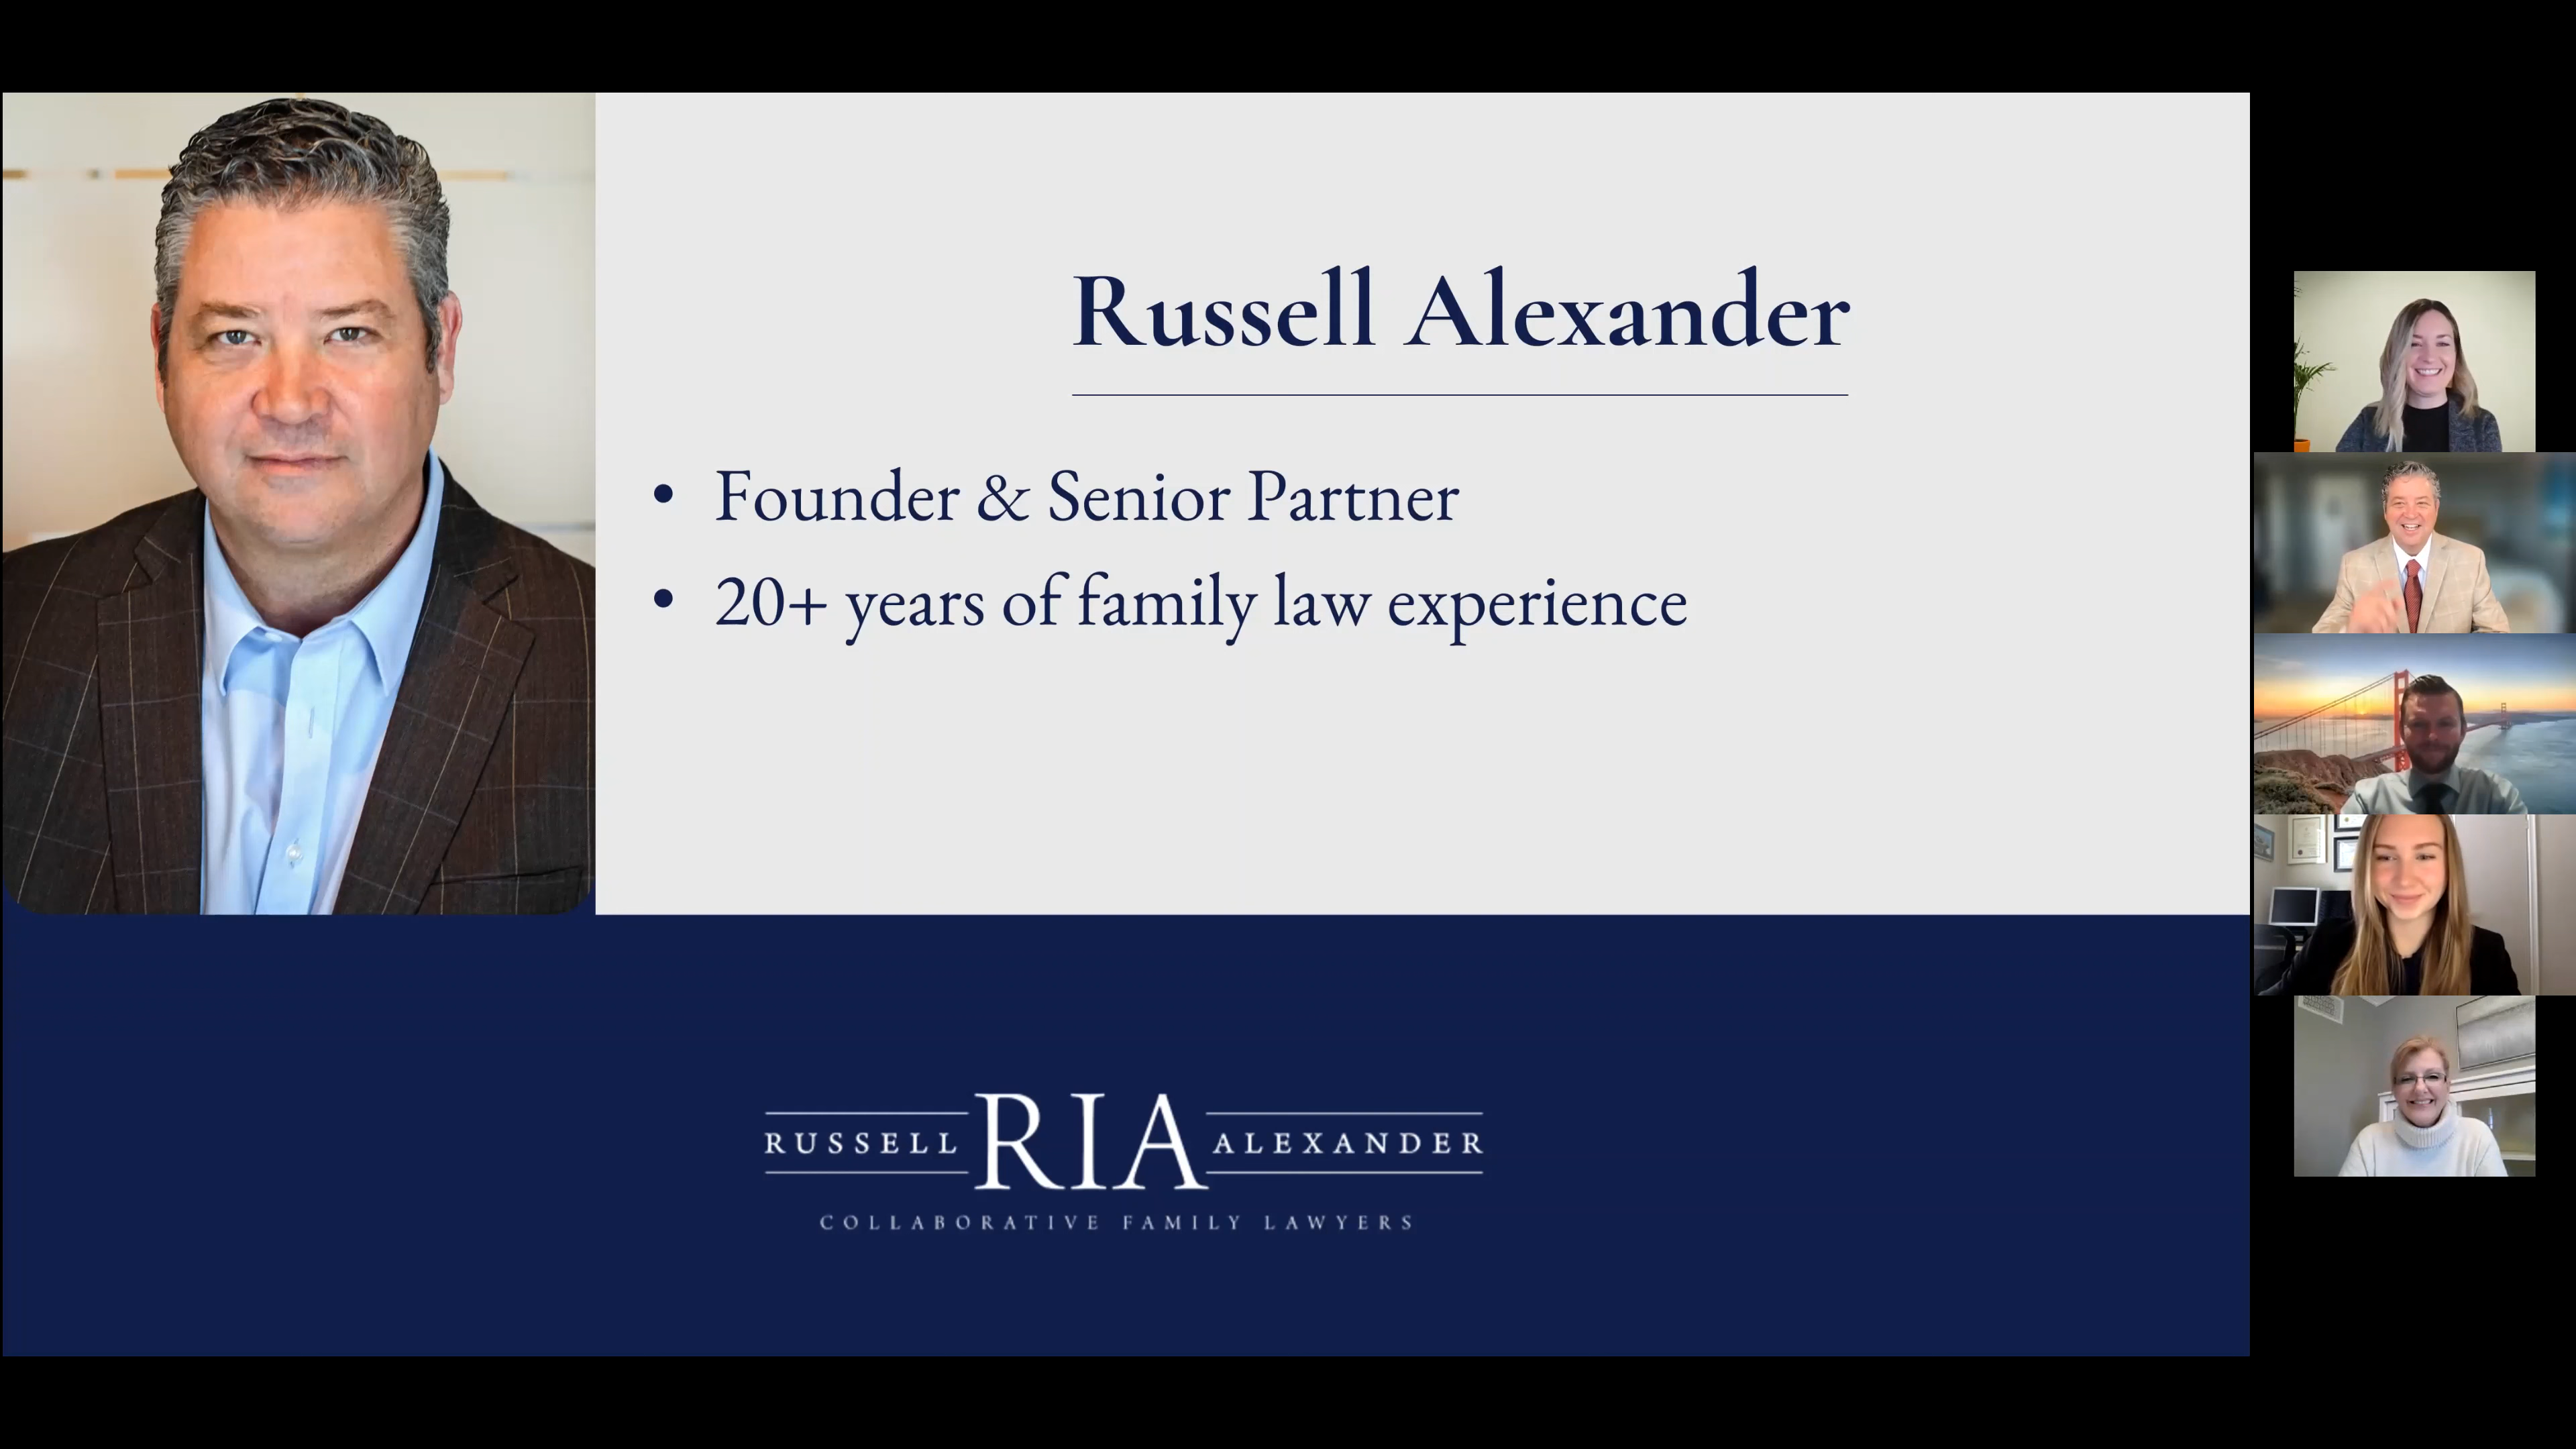 Russell Alexander
• Founder & Senior Partner
• 20+ years of family law experience
RUSSELL RIA ALEXANDER
COLLABORATIVE FAMILY LAWYERS